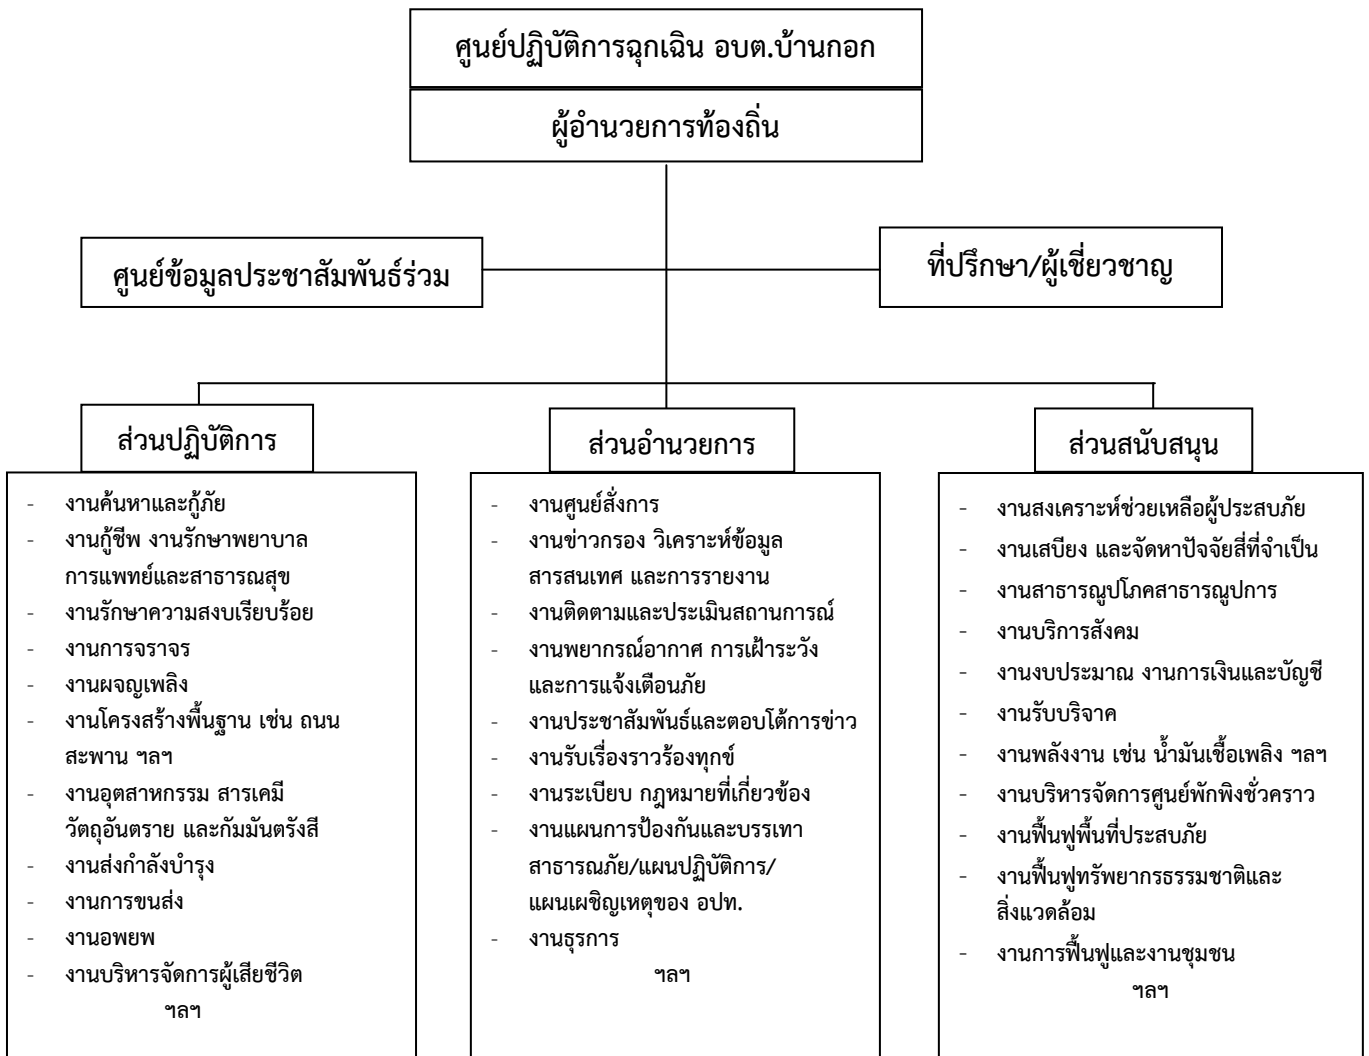 ศูนย์ปฏิบัติการฉุกเฉิน อบต.บ้านกอก
ผู้อำนวยการท้องถิ่น
ศูนย์ข้อมูลประชาสัมพันธ์ร่วม
ที่ปรึกษา/ผู้เชี่ยวชาญ
ส่วนปฏิบัติการ
- งานค้นหาและกู้ภัย
- งานกู้ชีพ งานรักษาพยาบาล
การแพทย์และสาธารณสุข
- งานรักษาความสงบเรียบร้อย
- งานการจราจร
- งานผจญเพลิง
- งานโครงสร้างพื้นฐาน เช่น ถนน
สะพาน ฯลฯ
- งานอุตสาหกรรม สารเคมี
วัตถุอันตราย และกัมมันตรังสี
- งานส่งกำลังบำรุง
- งานการขนส่ง
- งานอพยพ
- งานบริหารจัดการผู้เสียชีวิต
ฯลฯ
ส่วนอำนวยการ
- งานศูนย์สั่งการ
- งานข่าวกรอง วิเคราะห์ข้อมูล
สารสนเทศ และการรายงาน
- งานติดตามและประเมินสถานการณ์
- งานพยากรณ์อากาศ การเฝ้าระวัง
และการแจ้งเตือนภัย
- งานประชาสัมพันธ์และตอบโต้การข่าว
- งานรับเรื่องราวร้องทุกข์
- งานระเบียบ กฎหมายที่เกี่ยวข้อง
- งานแผนการป้องกันและบรรเทา
สาธารณภัย/แผนปฏิบัติการ/
แผนเผชิญเหตุของ อปท.
- งานธุรการ
ฯลฯ
ส่วนสนับสนุน
- งานสงเคราะห์ช่วยเหลือผู้ประสบภัย
- งานเสบียง และจัดหาปัจจัยสี่ที่จำเป็น
- งานสาธารณูปโภคสาธารณูปการ
- งานบริการสังคม
- งานงบประมาณ งานการเงินและบัญชี
- งานรับบริจาค
- งานพลังงาน เช่น น้ำมันเชื้อเพลิง ฯลฯ
- งานบริหารจัดการศูนย์พักพิงชั่วคราว
- งานฟื้นฟูพื้นที่ประสบภัย
- งานฟื้นฟูทรัพยากรธรรมชาติและ
สิ่งแวดล้อม
- งานการฟื้นฟูและงานชุมชน
ฯลฯ